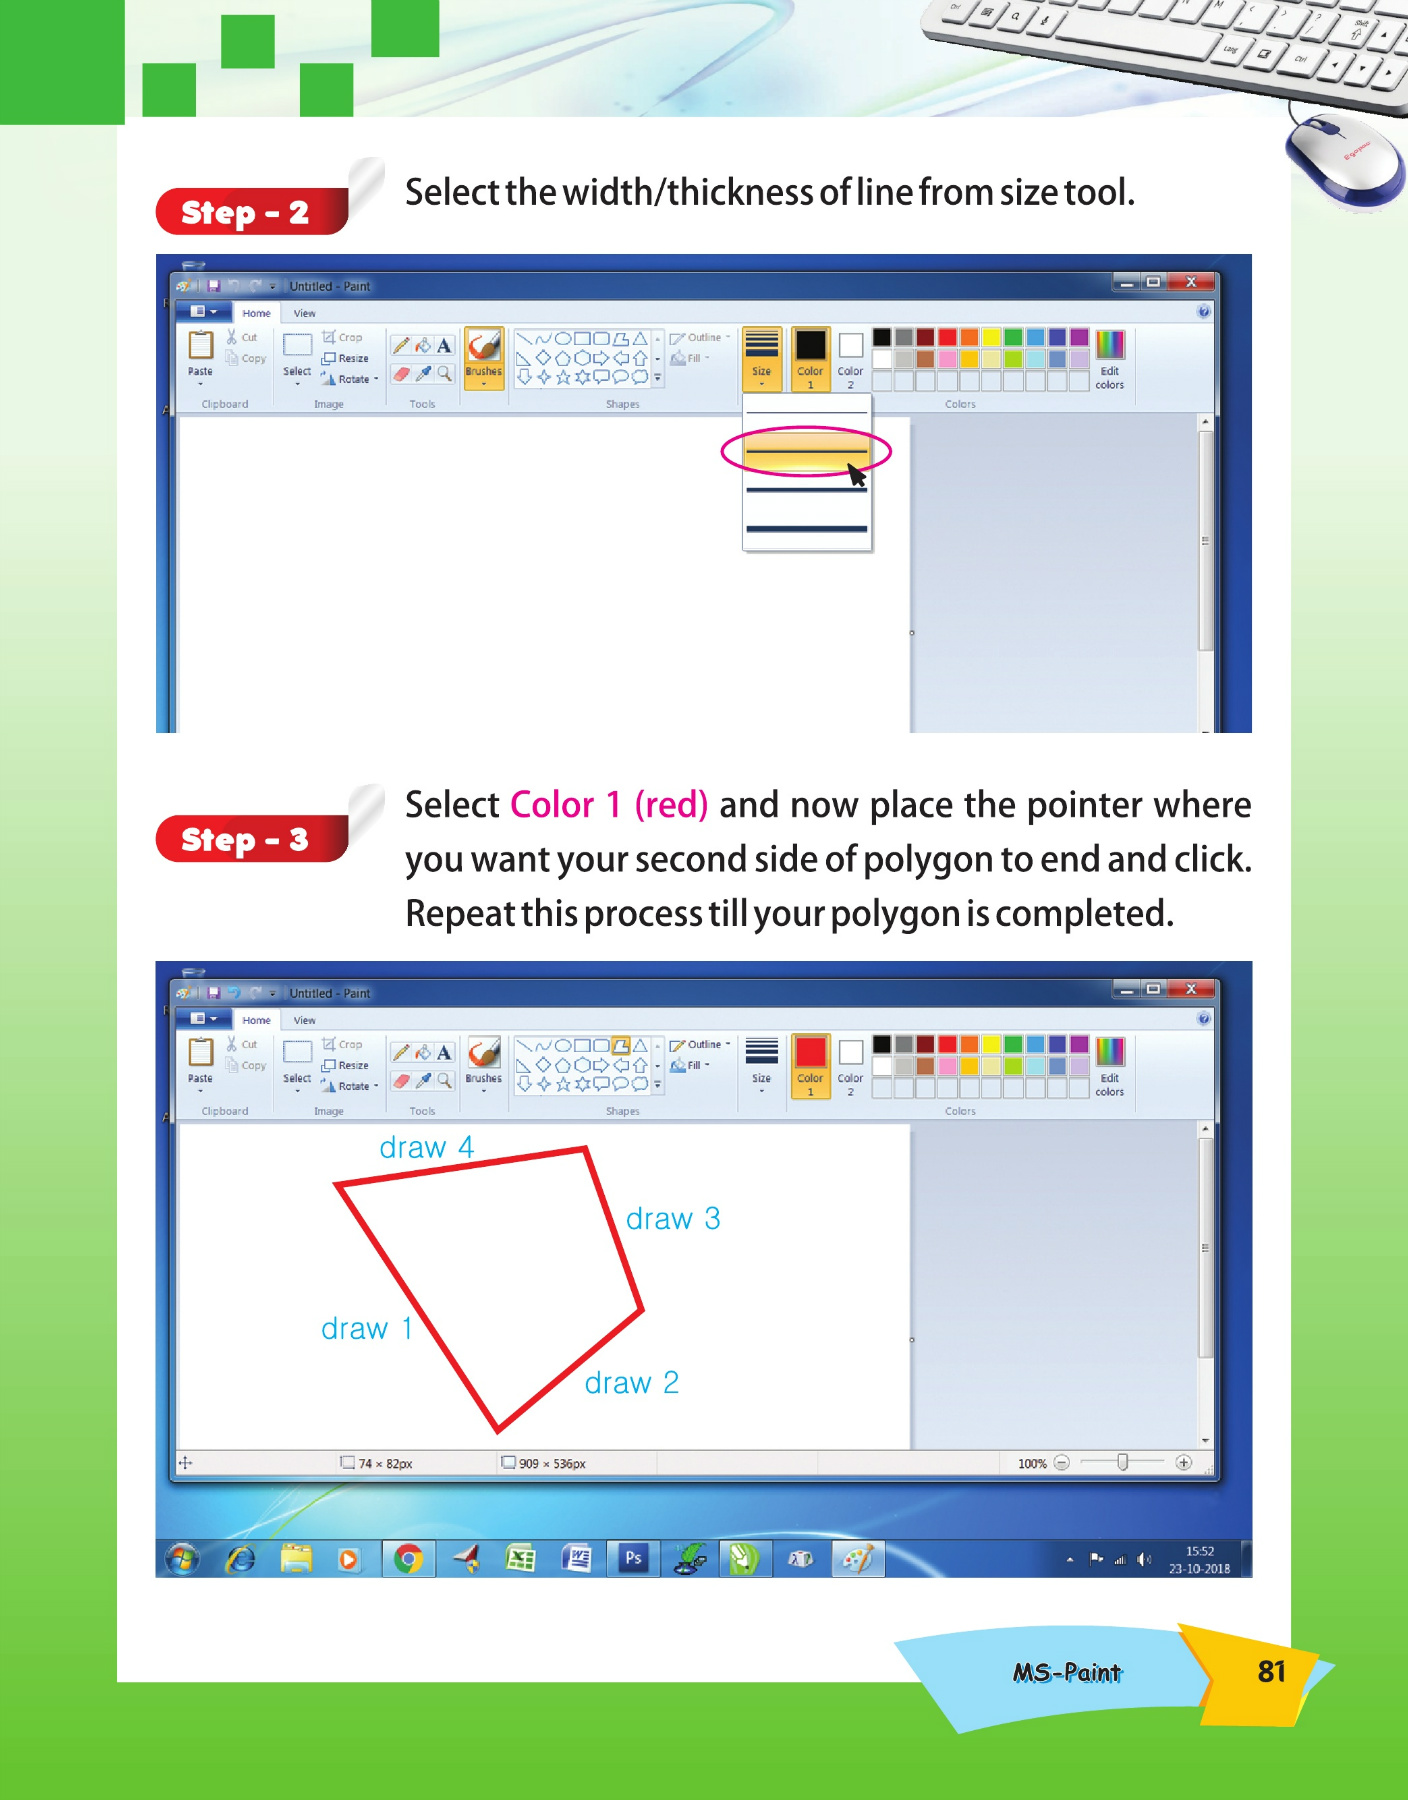 Select the width/thickness of line from size tool.
Step - 2
Untitled - Paint
Home View
Cut
Copy
Paste
Clipboard
Select
Crop
Resize
Rotate
Image
A
Tools
Brushes
Shapes
Outline
Fill
Size
Color 1
Color 2
Edit colors
Colors
Select Color 1 (red) and now place the pointer where
Step - 3
you want your second side of polygon to end and click.
Repeat this process till your polygon is completed.
Untitled - Paint
Home View
Cut
Copy
Paste
Clipboard
Select
Crop
Resize
Rotate
Image
A
Tools
Brushes
Shapes
Outline
Fill
Size
Color 1
Color 2
Edit colors
Colors
draw 4
draw 3
draw 1
draw 2
74 × 82px
909 × 536px
100%
Ps
15:52
23-10-2018
MS-Paint
81